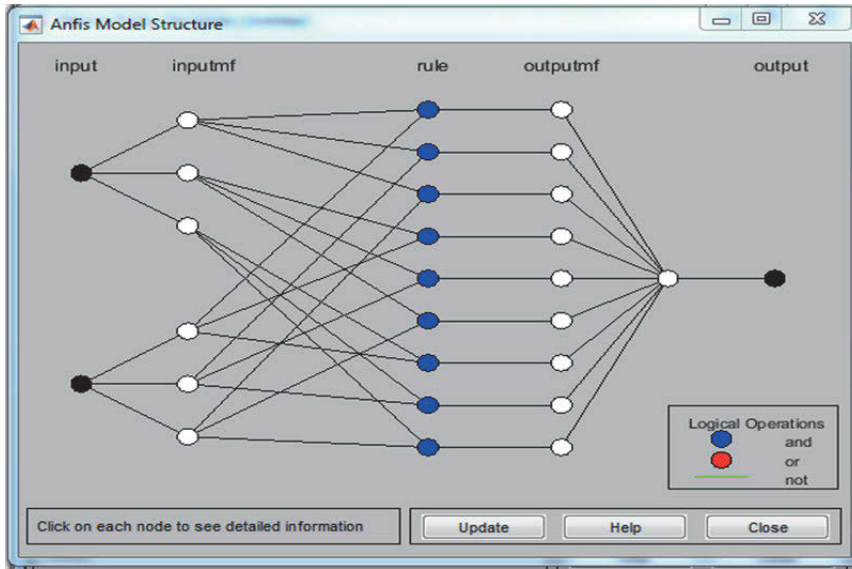 Anfis Model Structure
input inputmf rule outputmf output
Logical Operations
and
or
not
Click on each node to see detailed information
Update Help Close